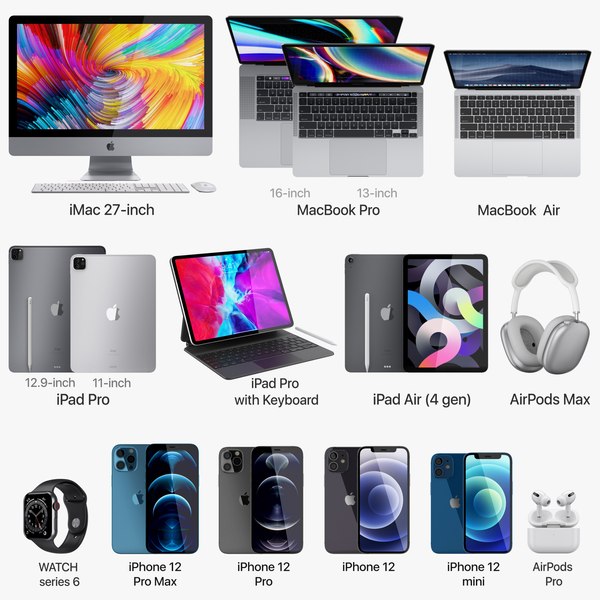 iMac 27-inch
16-inch
13-inch
MacBook Pro
MacBook Air
12.9-inch
11-inch
iPad Pro
iPad Pro
with Keyboard
iPad Air (4 gen)
AirPods Max
WATCH
series 6
iPhone 12
Pro Max
iPhone 12
Pro
iPhone 12
iPhone 12
mini
AirPods
Pro